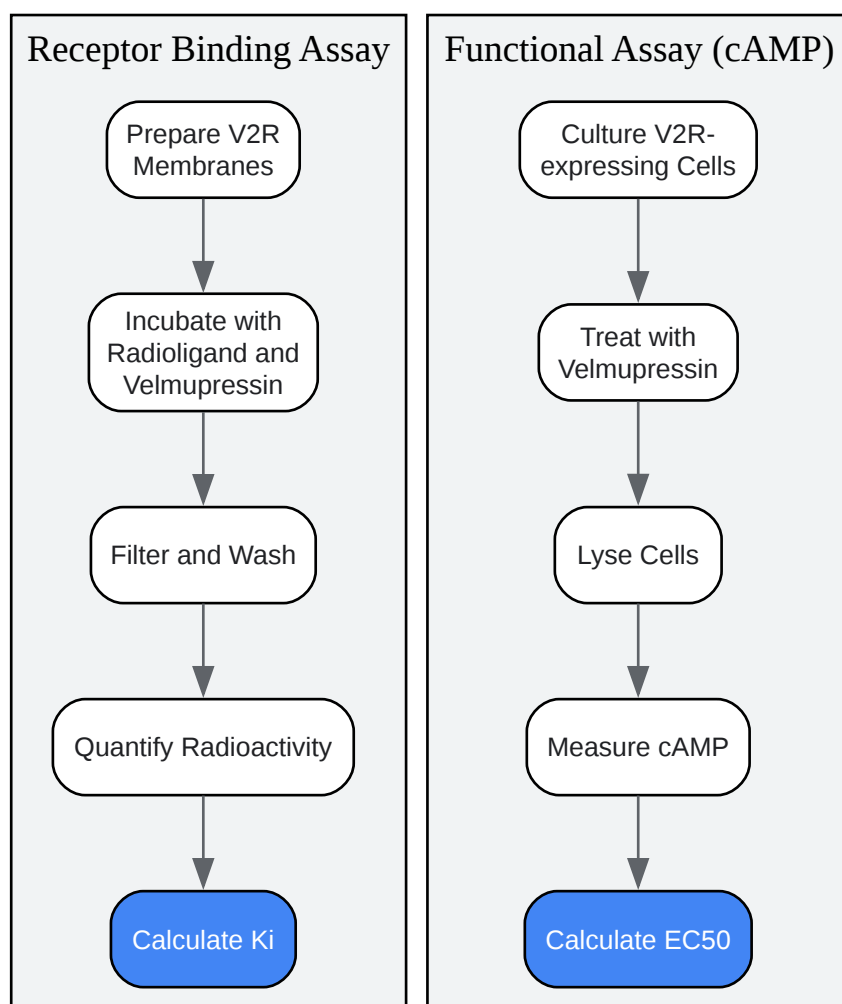 Receptor Binding Assay
Prepare V2R
Membranes
Incubate with
Radioligand and
Velmupressin
Filter and Wash
Quantify Radioactivity
Calculate Ki
Functional Assay (cAMP)
Culture V2R-
expressing Cells
Treat with
Velmupressin
Lyse Cells
Measure cAMP
Calculate EC50